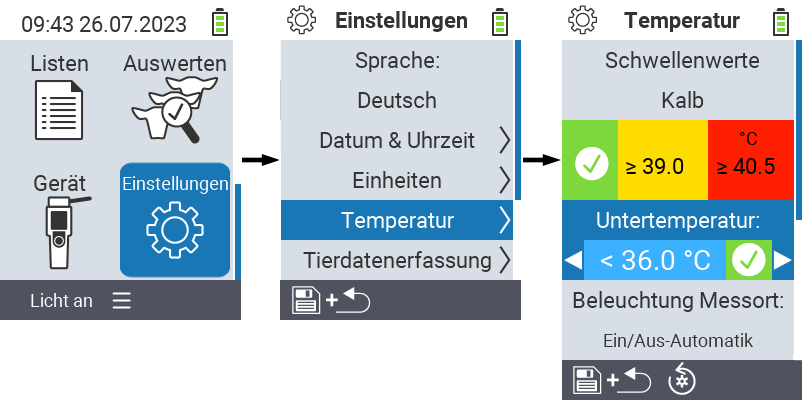 09:43 26.07.2023
Listen
Auswerten
Gerät
Einstellungen
Licht an
Einstellungen
Sprache:
Deutsch
Datum & Uhrzeit
Einheiten
Temperatur
Tierdatenerfassung
+
Temperatur
Schwellenwerte
Kalb
°C
≥ 39.0
≥ 40.5
Untertemperatur:
< 36.0 °C
Beleuchtung Messort:
Ein/Aus-Automatik
+